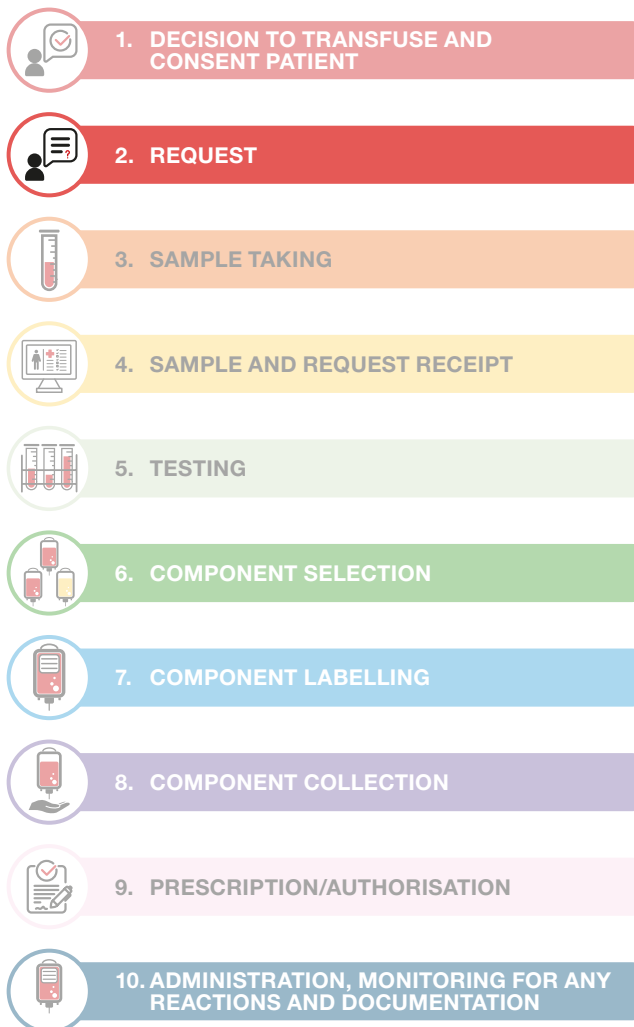 1. DECISION TO TRANSFUSE AND
CONSENT PATIENT
2. REQUEST
3. SAMPLE TAKING
4. SAMPLE AND REQUEST RECEIPT
5. TESTING
6. COMPONENT SELECTION
7. COMPONENT LABELLING
8. COMPONENT COLLECTION
9. PRESCRIPTION/AUTHORISATION
10. ADMINISTRATION, MONITORING FOR ANY
REACTIONS AND DOCUMENTATION